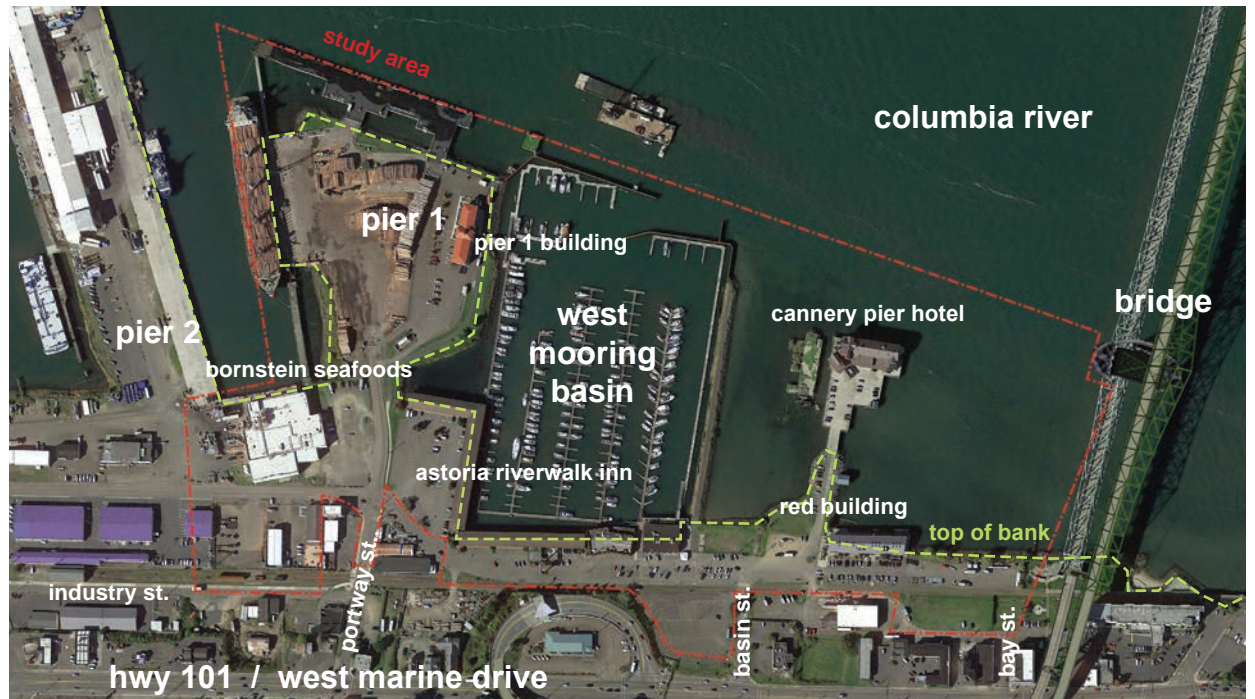 study area
columbia river
pier 1
pier 1 building
bridge
cannery pier hotel
west
mooring
basin
pier 2
bornstein seafoods
astoria riverwalk inn
red building
top of bank
industry st.
portway st.
basin st.
bay st.
hwy 101 / west marine drive